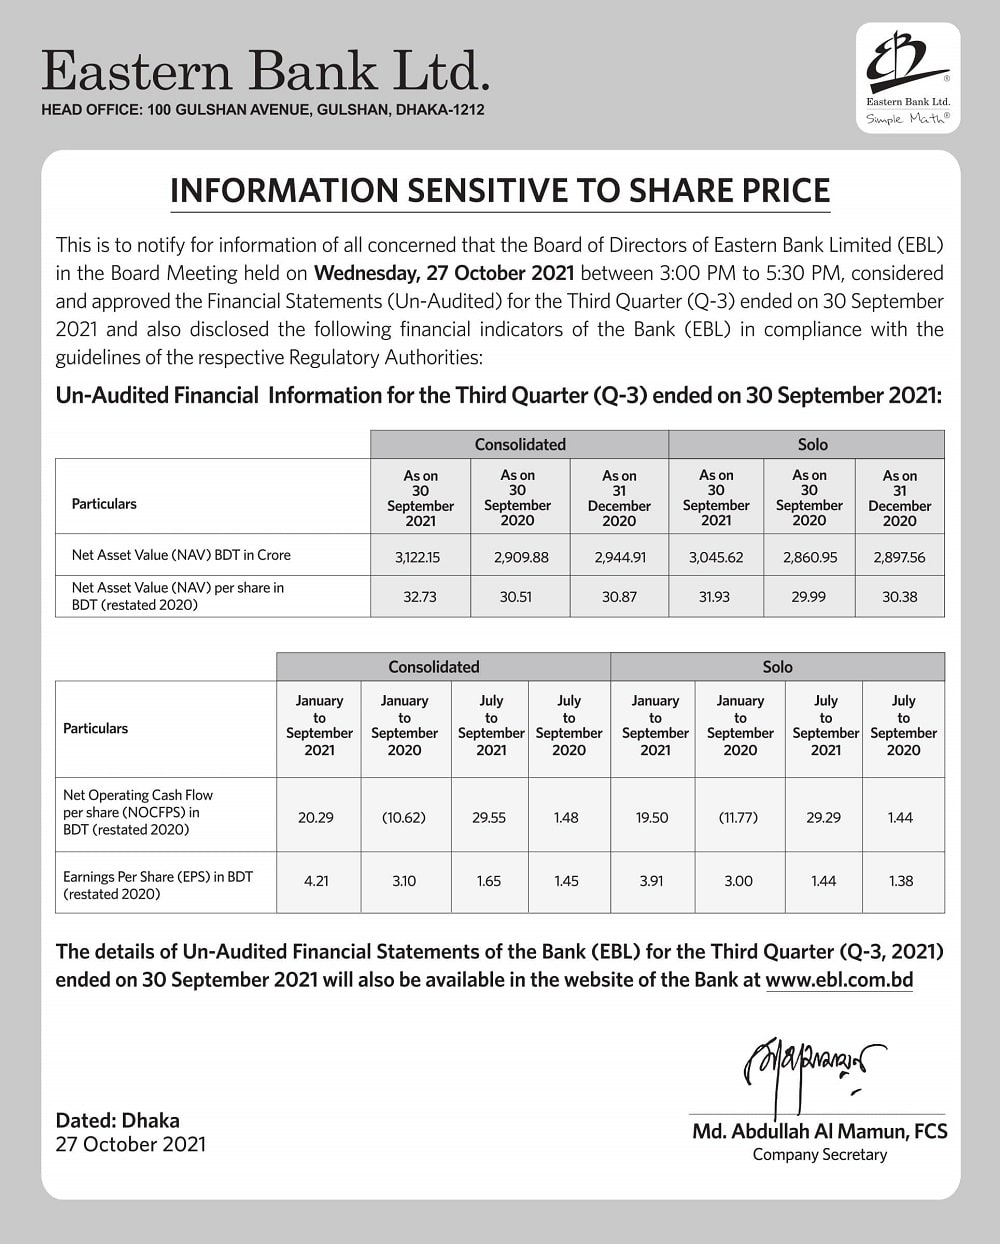 Eastern Bank Ltd.
HEAD OFFICE: 100 GULSHAN AVENUE, GULSHAN, DHAKA-1212
Eastern Bank Ltd.
Simple Math®
INFORMATION SENSITIVE TO SHARE PRICE
This is to notify for information of all concerned that the Board of Directors of Eastern Bank Limited (EBL)
in the Board Meeting held on Wednesday, 27 October 2021 between 3:00 PM to 5:30 PM, considered
and approved the Financial Statements (Un-Audited) for the Third Quarter (Q-3) ended on 30 September
2021 and also disclosed the following financial indicators of the Bank (EBL) in compliance with the
guidelines of the respective Regulatory Authorities:
Un-Audited Financial Information for the Third Quarter (Q-3) ended on 30 September 2021:
Consolidated Solo
Particulars
As on 30 September 2021
As on 30 September 2020
As on 31 December 2020
As on 30 September 2021
As on 30 September 2020
As on 31 December 2020
Net Asset Value (NAV) BDT in Crore 3,122.15 2,909.88 2,944.91 3,045.62 2,860.95 2,897.56
Net Asset Value (NAV) per share in
BDT (restated 2020) 32.73 30.51 30.87 31.93 29.99 30.38
Consolidated Solo
Particulars
January to September 2021
January to September 2020
July to September 2021
July to September 2020
January to September 2021
January to September 2020
July to September 2021
July to September 2020
Net Operating Cash Flow
per share (NOCFPS) in
BDT (restated 2020) 20.29 (10.62) 29.55 1.48 19.50 (11.77) 29.29 1.44
Earnings Per Share (EPS) in BDT
(restated 2020) 4.21 3.10 1.65 1.45 3.91 3.00 1.44 1.38
The details of Un-Audited Financial Statements of the Bank (EBL) for the Third Quarter (Q-3, 2021)
ended on 30 September 2021 will also be available in the website of the Bank at www.ebl.com.bd
Dated: Dhaka
27 October 2021
Md. Abdullah Al Mamun, FCS
Company Secretary